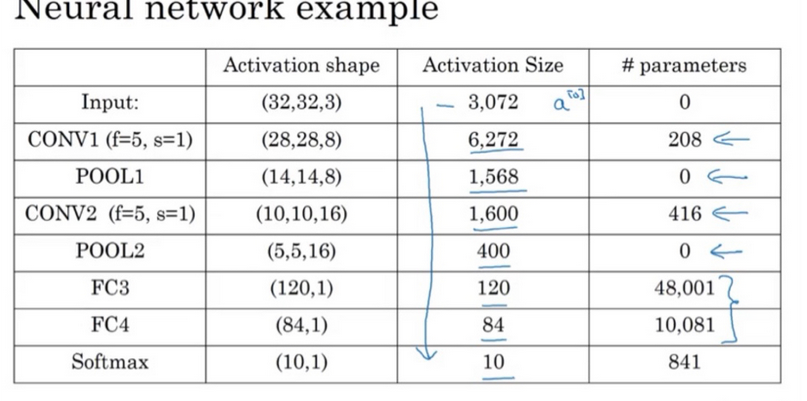 Neural network example
Activation shape Activation Size # parameters
Input: (32,32,3) — 3,072 a[0] 0
CONV1 (f=5, s=1) (28,28,8) 6,272 208 ←
POOL1 (14,14,8) 1,568 0 ←
CONV2 (f=5, s=1) (10,10,16) 1,600 416 ←
POOL2 (5,5,16) 400 0 ←
FC3 (120,1) 120 48,001 }
FC4 (84,1) 84 10,081
Softmax (10,1) 10 841